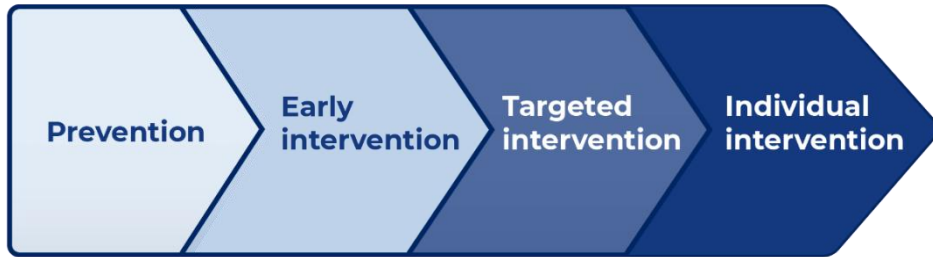 Prevention
Early
intervention
Targeted
intervention
Individual
intervention